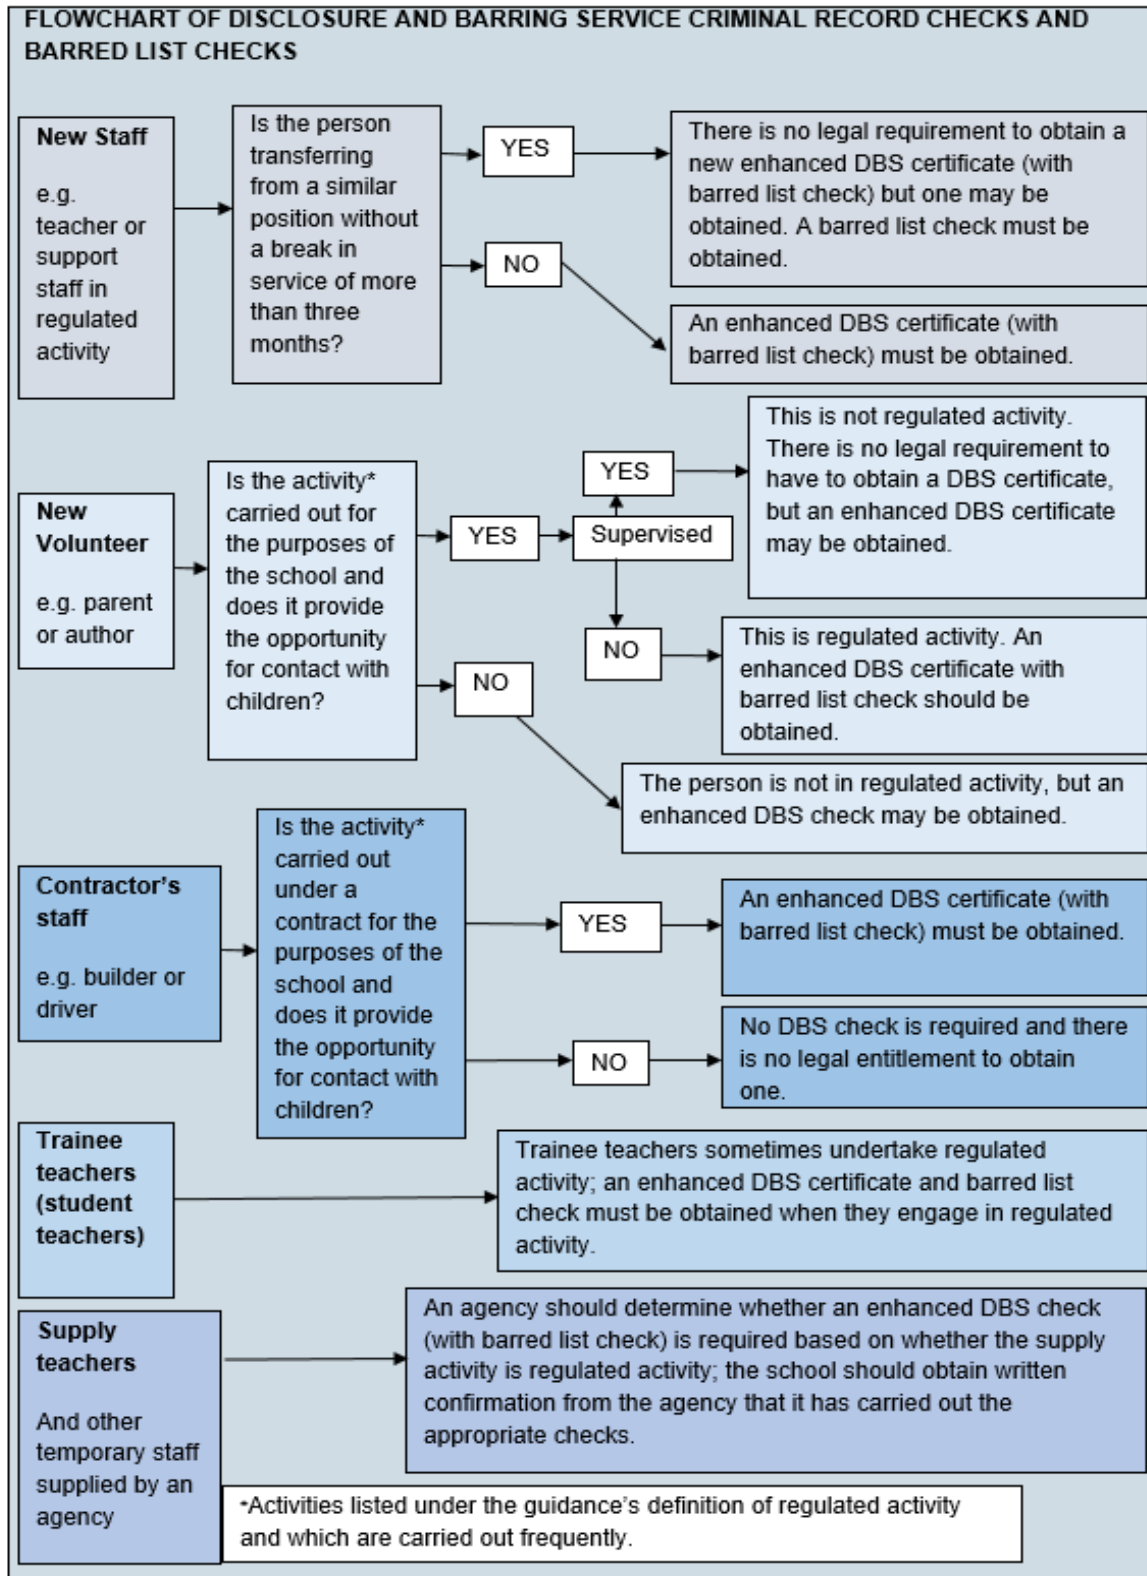 FLOWCHART OF DISCLOSURE AND BARRING SERVICE CRIMINAL RECORD CHECKS AND
BARRED LIST CHECKS
New Staff
e.g.
teacher or
support
staff in
regulated
activity
Is the person
transferring
from a similar
position without
a break in
service of more
than three
months?
YES
There is no legal requirement to obtain a
new enhanced DBS certificate (with
barred list check) but one may be
obtained. A barred list check must be
obtained.
NO
An enhanced DBS certificate (with
barred list check) must be obtained.
New
Volunteer
e.g. parent
or author
Is the activity*
carried out for
the purposes of
the school and
does it provide
the opportunity
for contact with
children?
YES
Supervised
YES
This is not regulated activity.
There is no legal requirement to
have to obtain a DBS certificate,
but an enhanced DBS certificate
may be obtained.
NO
This is regulated activity. An
enhanced DBS certificate with
barred list check should be
obtained.
NO
The person is not in regulated activity, but an
enhanced DBS check may be obtained.
Contractor's
staff
e.g. builder or
driver
Is the activity*
carried out
under a
contract for the
purposes of the
school and
does it provide
the opportunity
for contact with
children?
YES
An enhanced DBS certificate (with
barred list check) must be obtained.
NO
No DBS check is required and there
is no legal entitlement to obtain
one.
Trainee
teachers
(student
teachers)
Trainee teachers sometimes undertake regulated
activity; an enhanced DBS certificate and barred list
check must be obtained when they engage in regulated
activity.
Supply
teachers
And other
temporary staff
supplied by an
agency
An agency should determine whether an enhanced DBS check
(with barred list check) is required based on whether the supply
activity is regulated activity; the school should obtain written
confirmation from the agency that it has carried out the
appropriate checks.
*Activities listed under the guidance's definition of regulated activity
and which are carried out frequently.